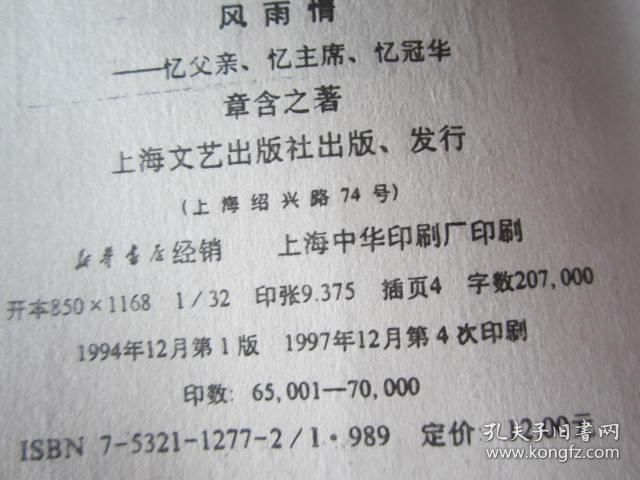 风雨情
——忆父亲、忆主席、忆冠华
章含之著
上海文艺出版社出版、发行
(上海绍兴路74号)
新华书店经销 上海中华印刷厂印刷
开本850×1168 1/32 印张9.375 插页4 字数207,000
1994年12月第1版 1997年12月第4次印刷
印数: 65,001—70,000
ISBN 7-5321-1277-2/I·989 定价: 12.00元
孔夫子旧书网
www.kongfz.com